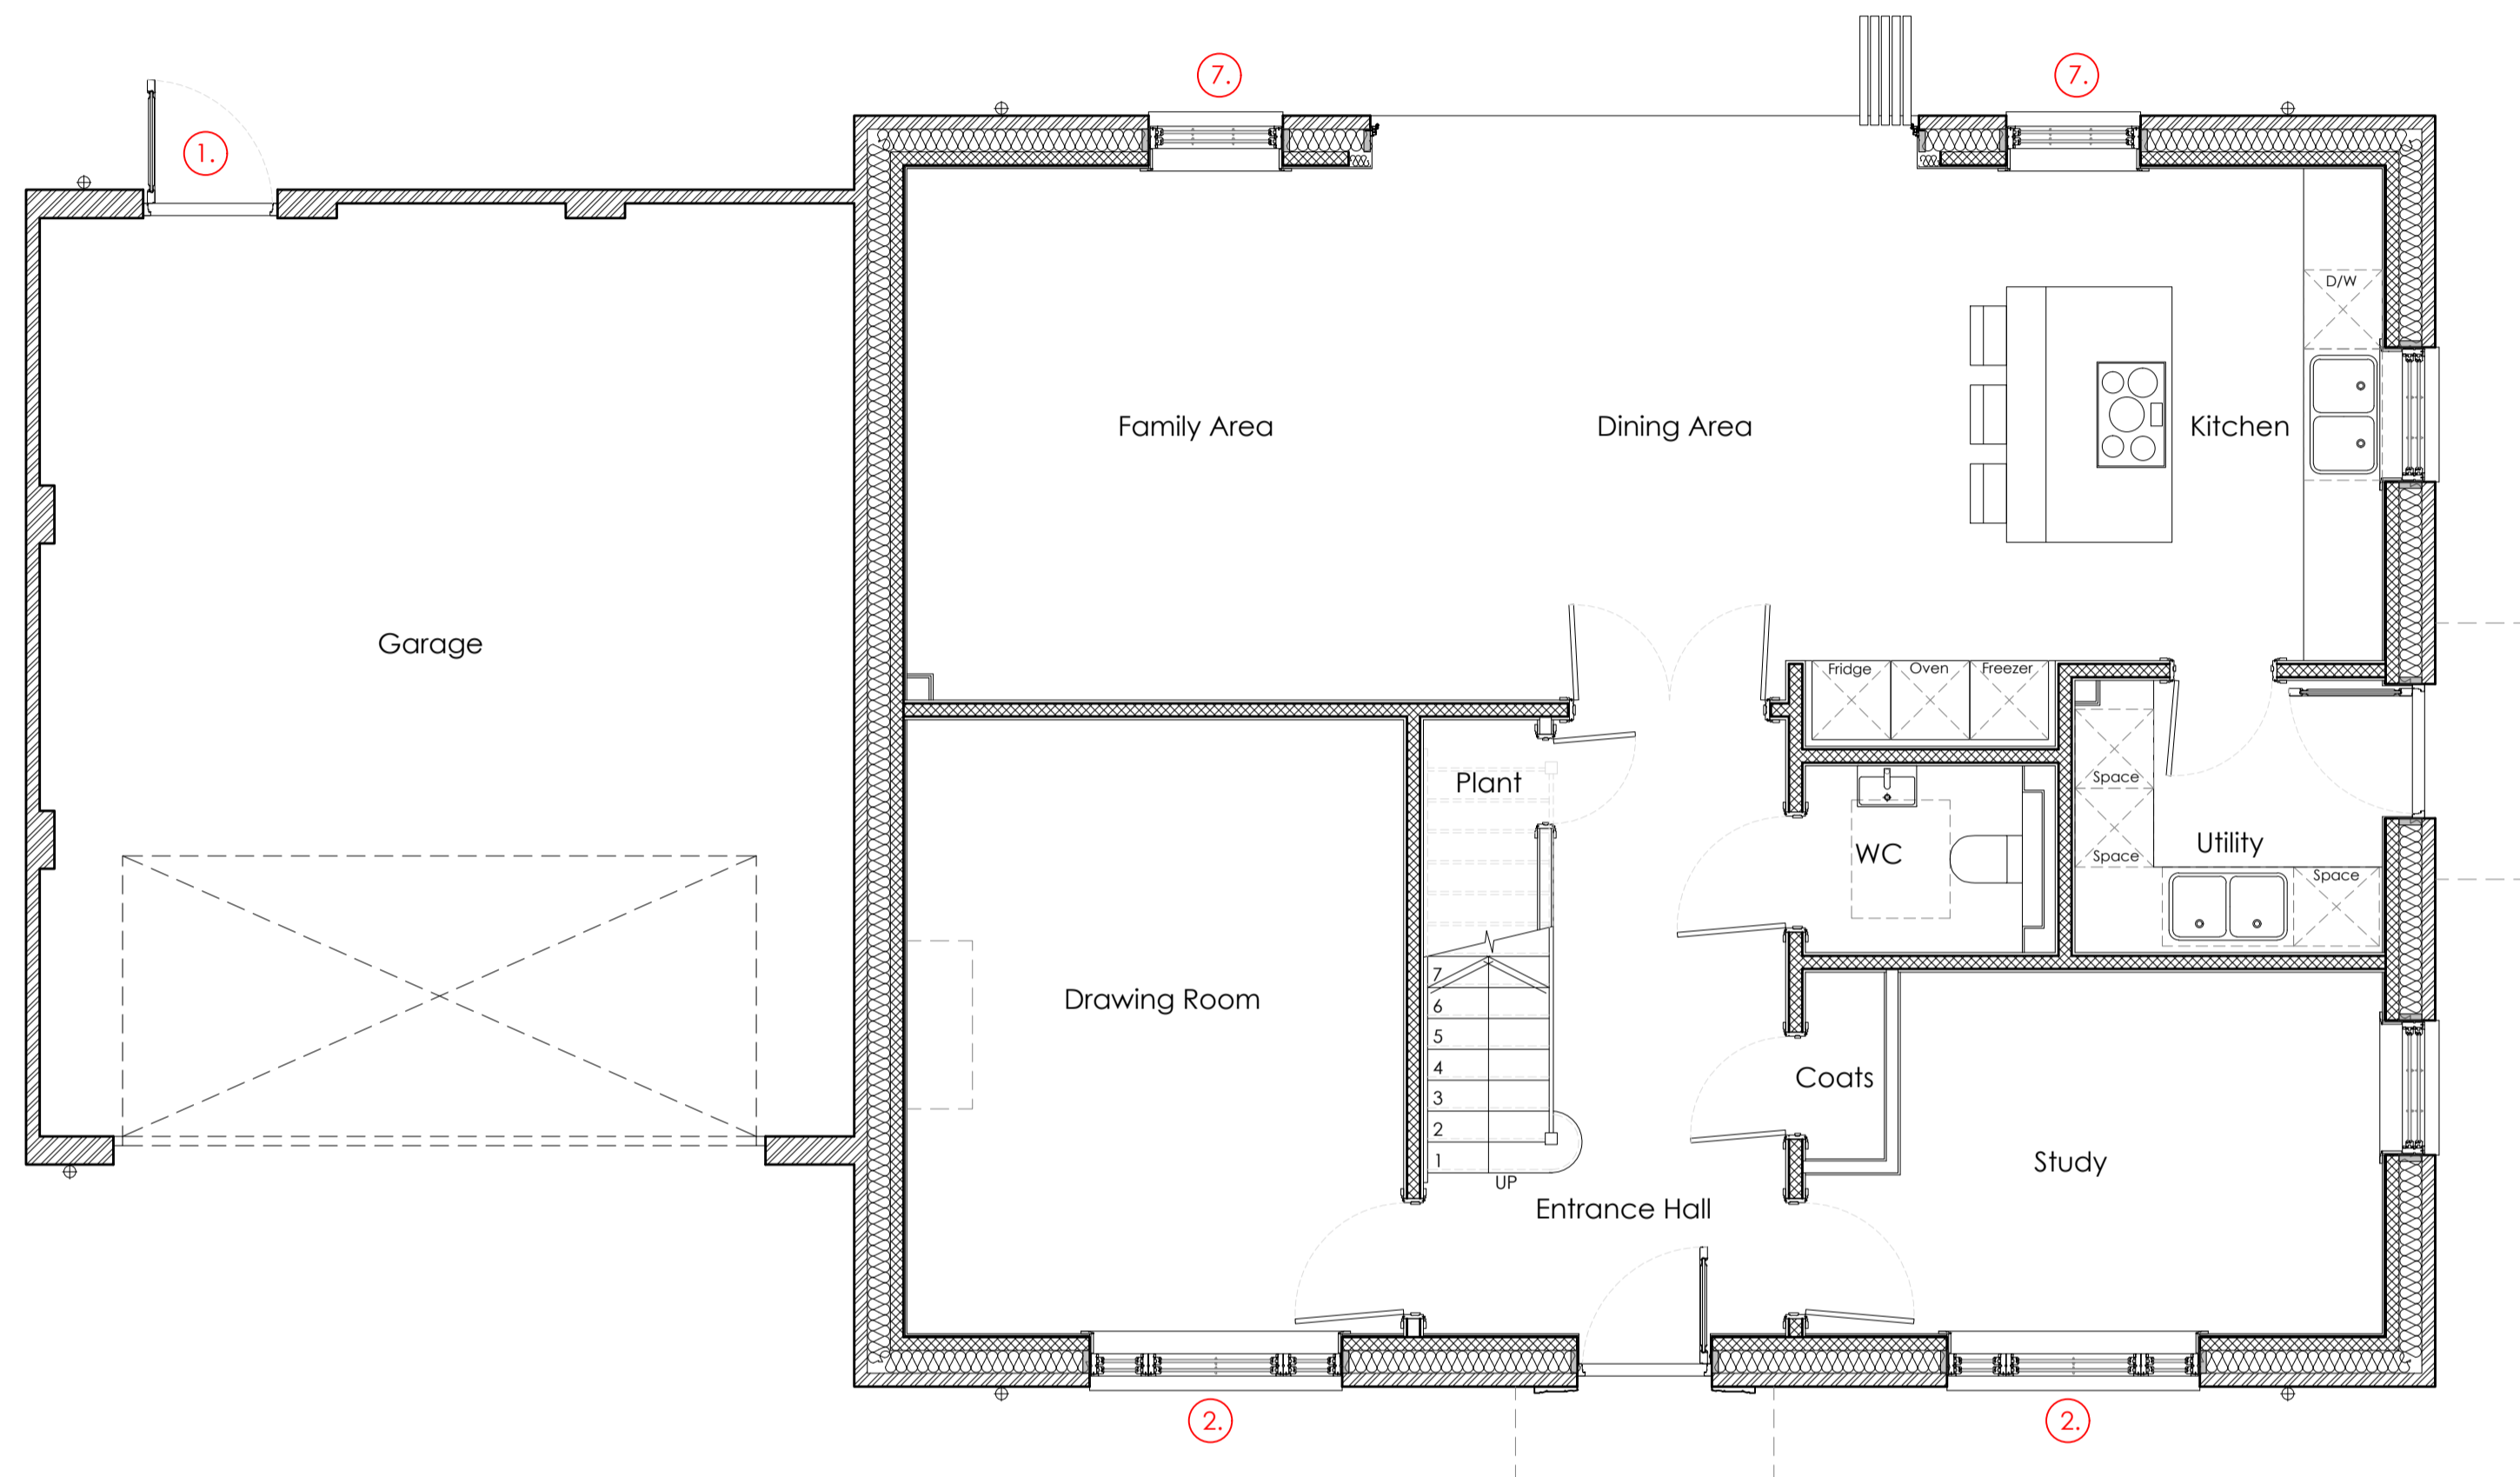 7.
7.
1.
D/W
Family Area
Dining Area
Kitchen
Garage
Fridge
Oven
Freezer
Plant
Space
Utility
WC
Space
Space
7
Drawing Room
6
5
4
Coats
3
2
1
Study
UP
Entrance Hall
2.
2.